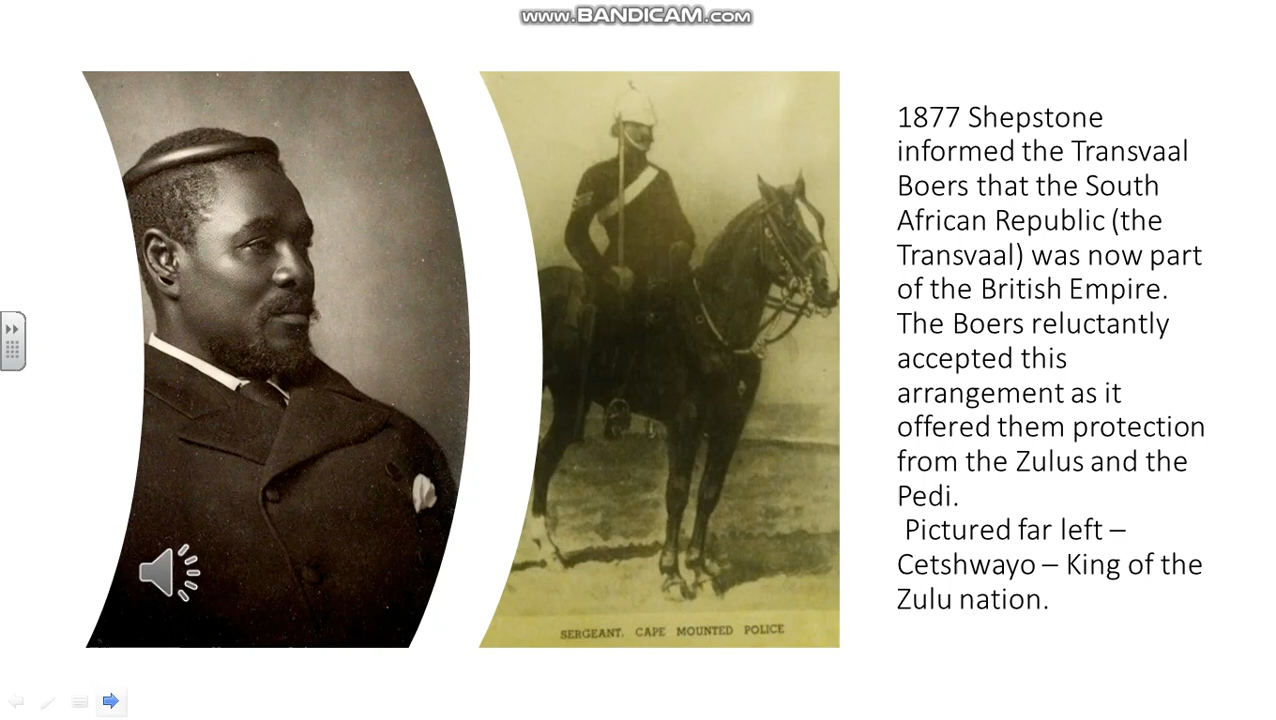 www.BANDICAM.com
1877 Shepstone
informed the Transvaal
Boers that the South
African Republic (the
Transvaal) was now part
of the British Empire.
The Boers reluctantly
accepted this
arrangement as it
offered them protection
from the Zulus and the
Pedi.
Pictured far left –
Cetshwayo – King of the
Zulu nation.
SERGEANT. CAPE MOUNTED POLICE